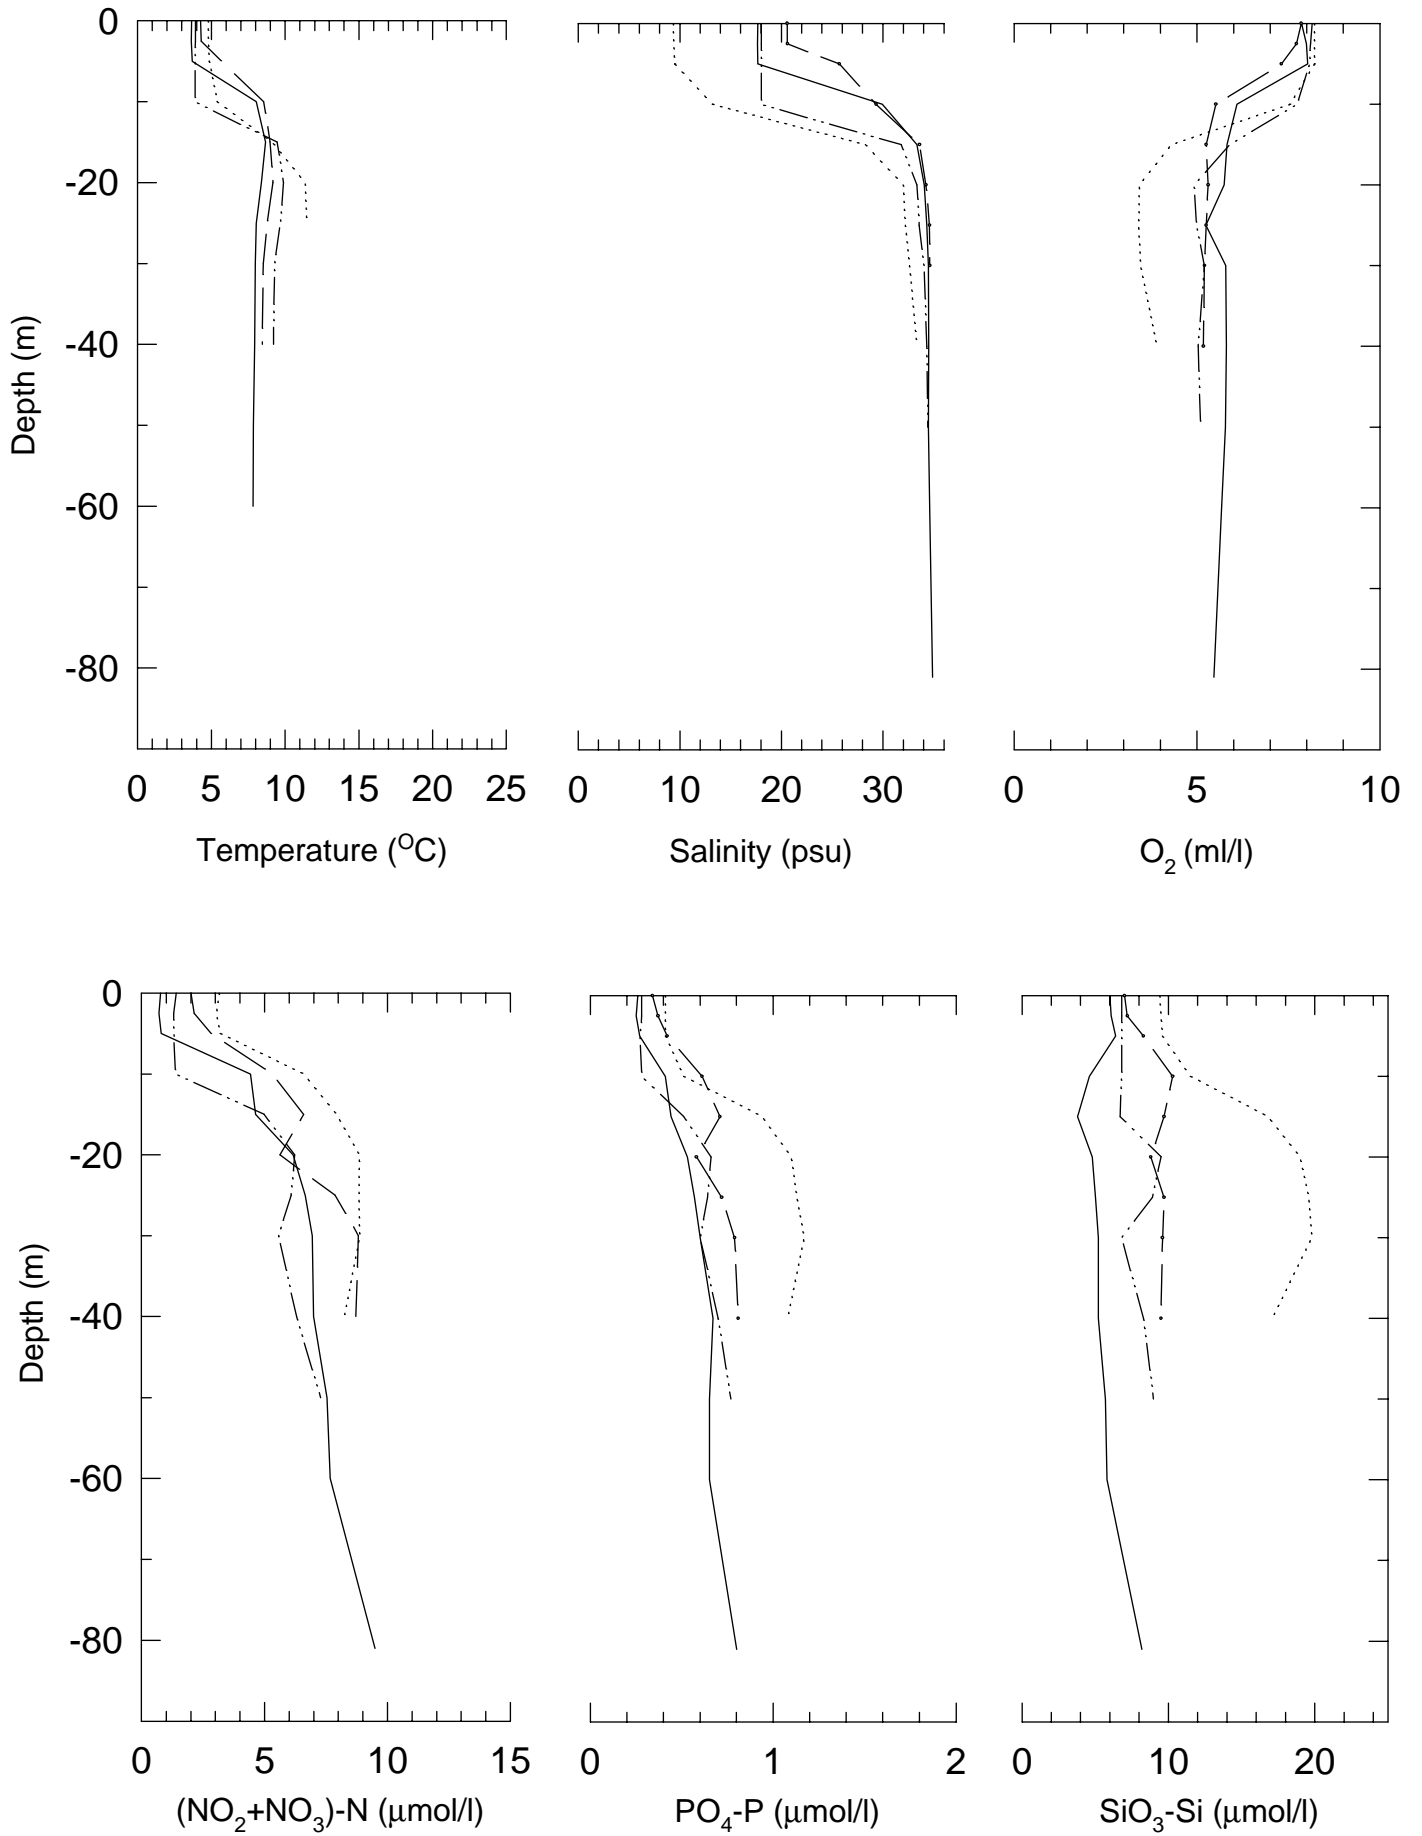 0
-20
-40
-60
-80
Depth (m)
0 5 10 15 20 25
0 10 20 30
0 5 10
Temperature (OC)
Salinity (psu)
O2 (ml/l)
0
-20
-40
-60
-80
Depth (m)
0 5 10 15
0 1 2
0 10 20
(NO2+NO3)-N (μmol/l)
PO4-P (μmol/l)
SiO3-Si (μmol/l)